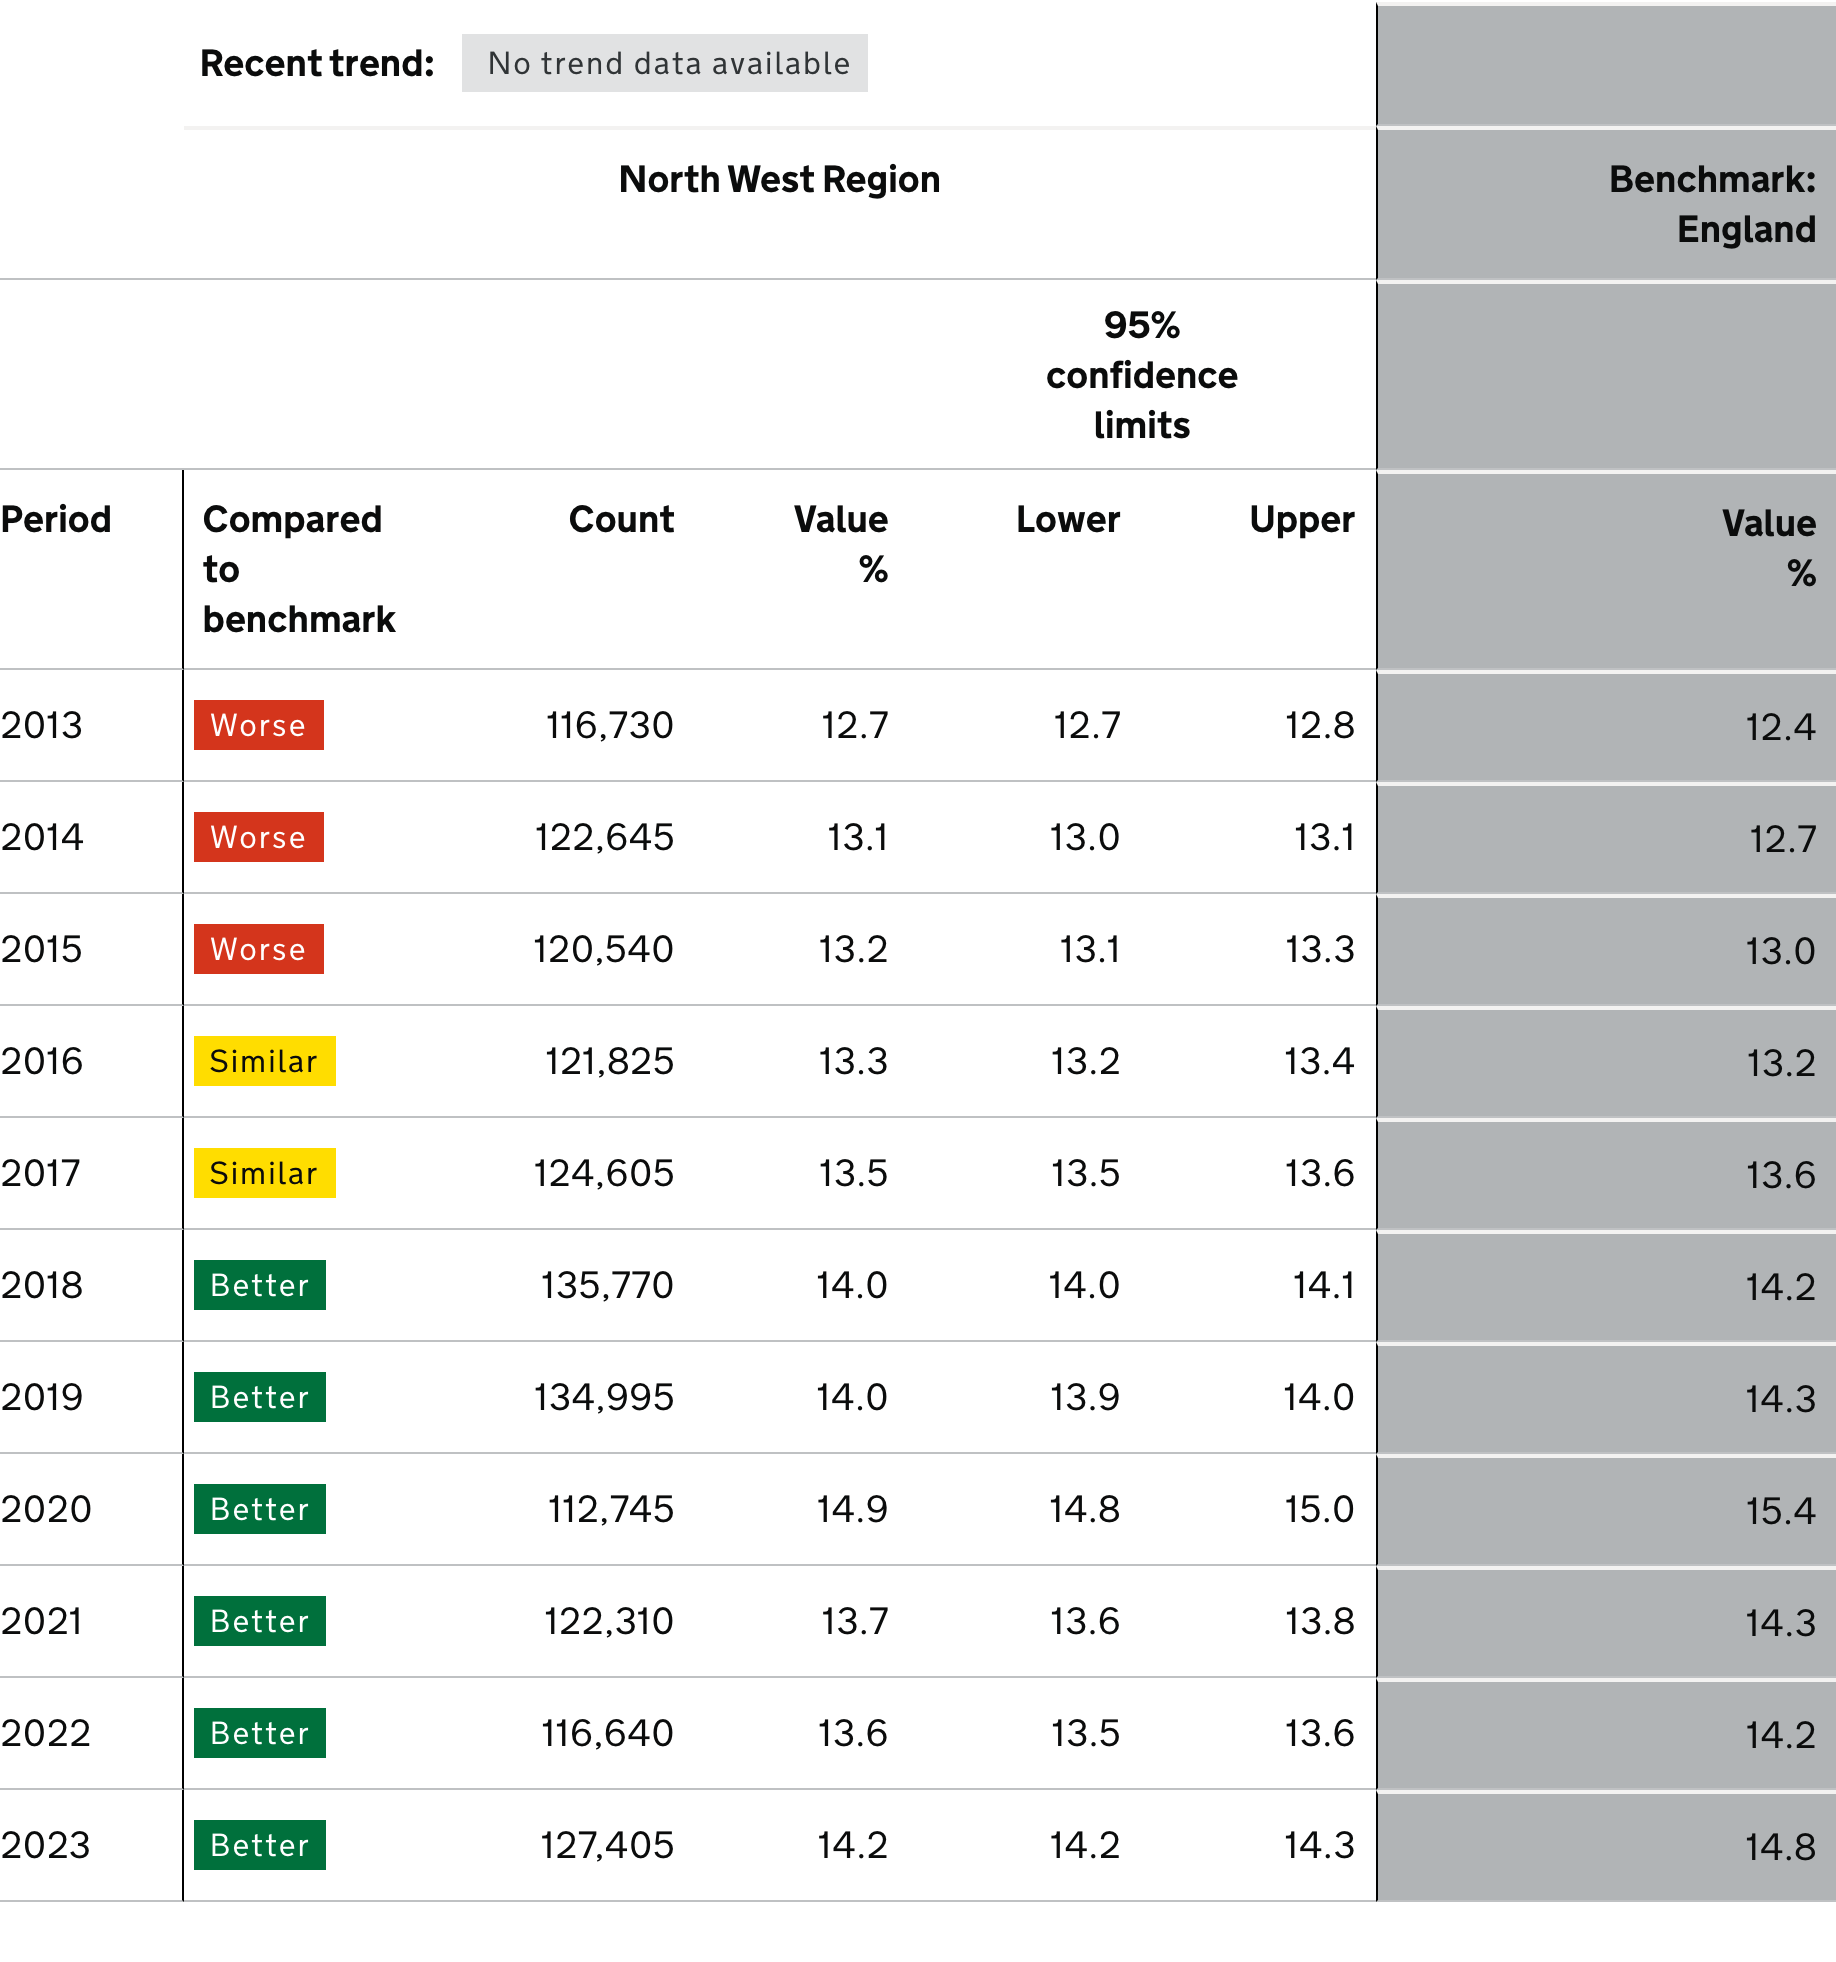 Recent trend: No trend data available
North West Region Benchmark:
England
95%
confidence
limits
Period Compared Count Value Lower Upper Value
to % %
benchmark
2013 Worse 116,730 12.7 12.7 12.8 12.4
2014 Worse 122,645 13.1 13.0 13.1 12.7
2015 Worse 120,540 13.2 13.1 13.3 13.0
2016 Similar 121,825 13.3 13.2 13.4 13.2
2017 Similar 124,605 13.5 13.5 13.6 13.6
2018 Better 135,770 14.0 14.0 14.1 14.2
2019 Better 134,995 14.0 13.9 14.0 14.3
2020 Better 112,745 14.9 14.8 15.0 15.4
2021 Better 122,310 13.7 13.6 13.8 14.3
2022 Better 116,640 13.6 13.5 13.6 14.2
2023 Better 127,405 14.2 14.2 14.3 14.8